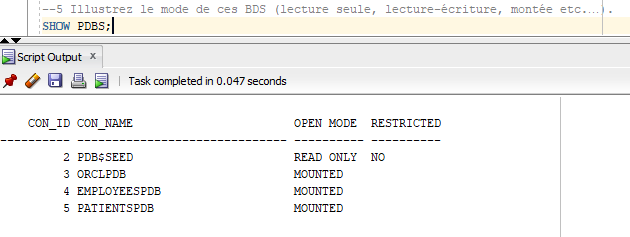 --5 Illustrez le mode de ces BDS (lecture seule, lecture-écriture, montée etc...).
SHOW PDBS;
Script Output x
Task completed in 0.047 seconds
CON_ID CON_NAME OPEN MODE RESTRICTED
---------- ------------------------------ ---------- ----------
2 PDB$SEED READ ONLY NO
3 ORCLPDB MOUNTED
4 EMPLOYEESPDB MOUNTED
5 PATIENTSPDB MOUNTED